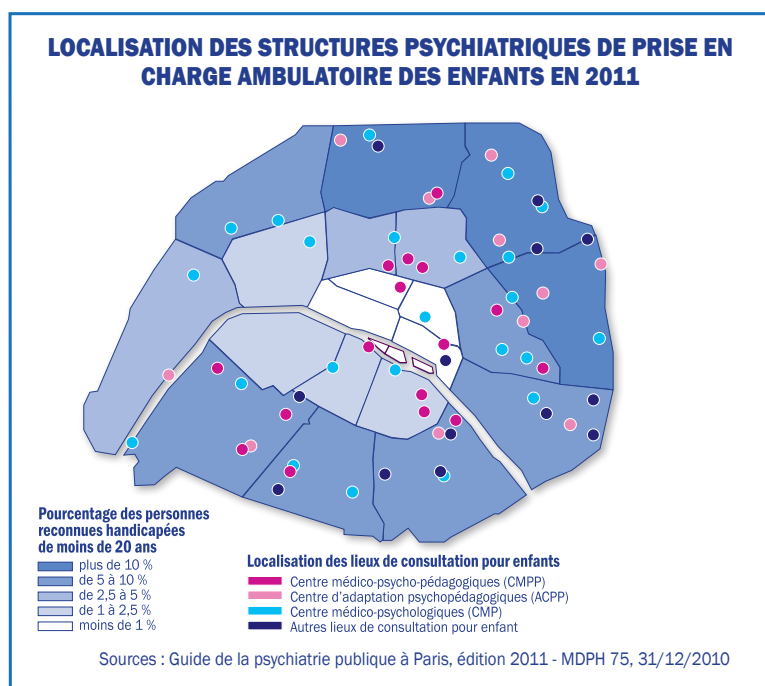 LOCALISATION DES STRUCTURES PSYCHIATRIQUES DE PRISE EN
CHARGE AMBULATOIRE DES ENFANTS EN 2011
Pourcentage des personnes
reconnues handicapées
de moins de 20 ans
plus de 10 %
de 5 à 10 %
de 2,5 à 5 %
de 1 à 2,5 %
moins de 1 %
Localisation des lieux de consultation pour enfants
Centre médico-psycho-pédagogiques (CMPP)
Centre d'adaptation psychopédagogiques (ACPP)
Centre médico-psychologiques (CMP)
Autres lieux de consultation pour enfant
Sources : Guide de la psychiatrie publique à Paris, édition 2011 - MDPH 75, 31/12/2010